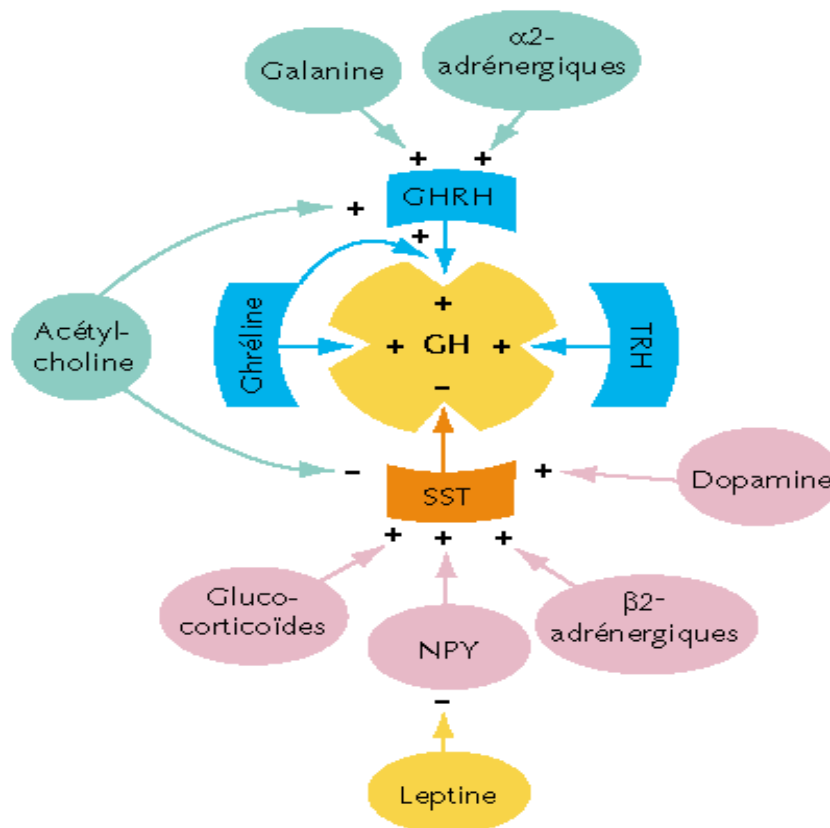 Galanine
α2-
adrénergiques
+ +
GHRH
+
+
Acétyl-
choline
Ghréline
+
+ GH +
–
TRH
–
SST
+
Dopamine
+ + +
Gluco-
corticoïdes
NPY
β2-
adrénergiques
–
Leptine